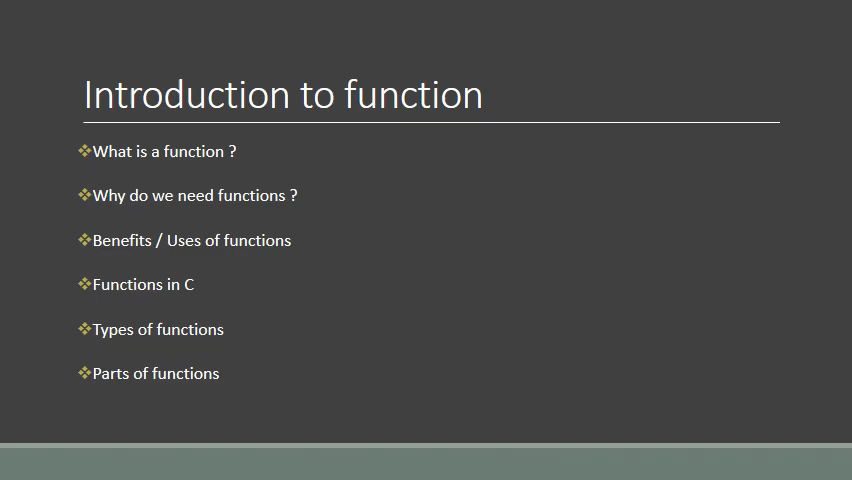 Introduction to function
❖What is a function ?
❖Why do we need functions ?
❖Benefits / Uses of functions
❖Functions in C
❖Types of functions
❖Parts of functions